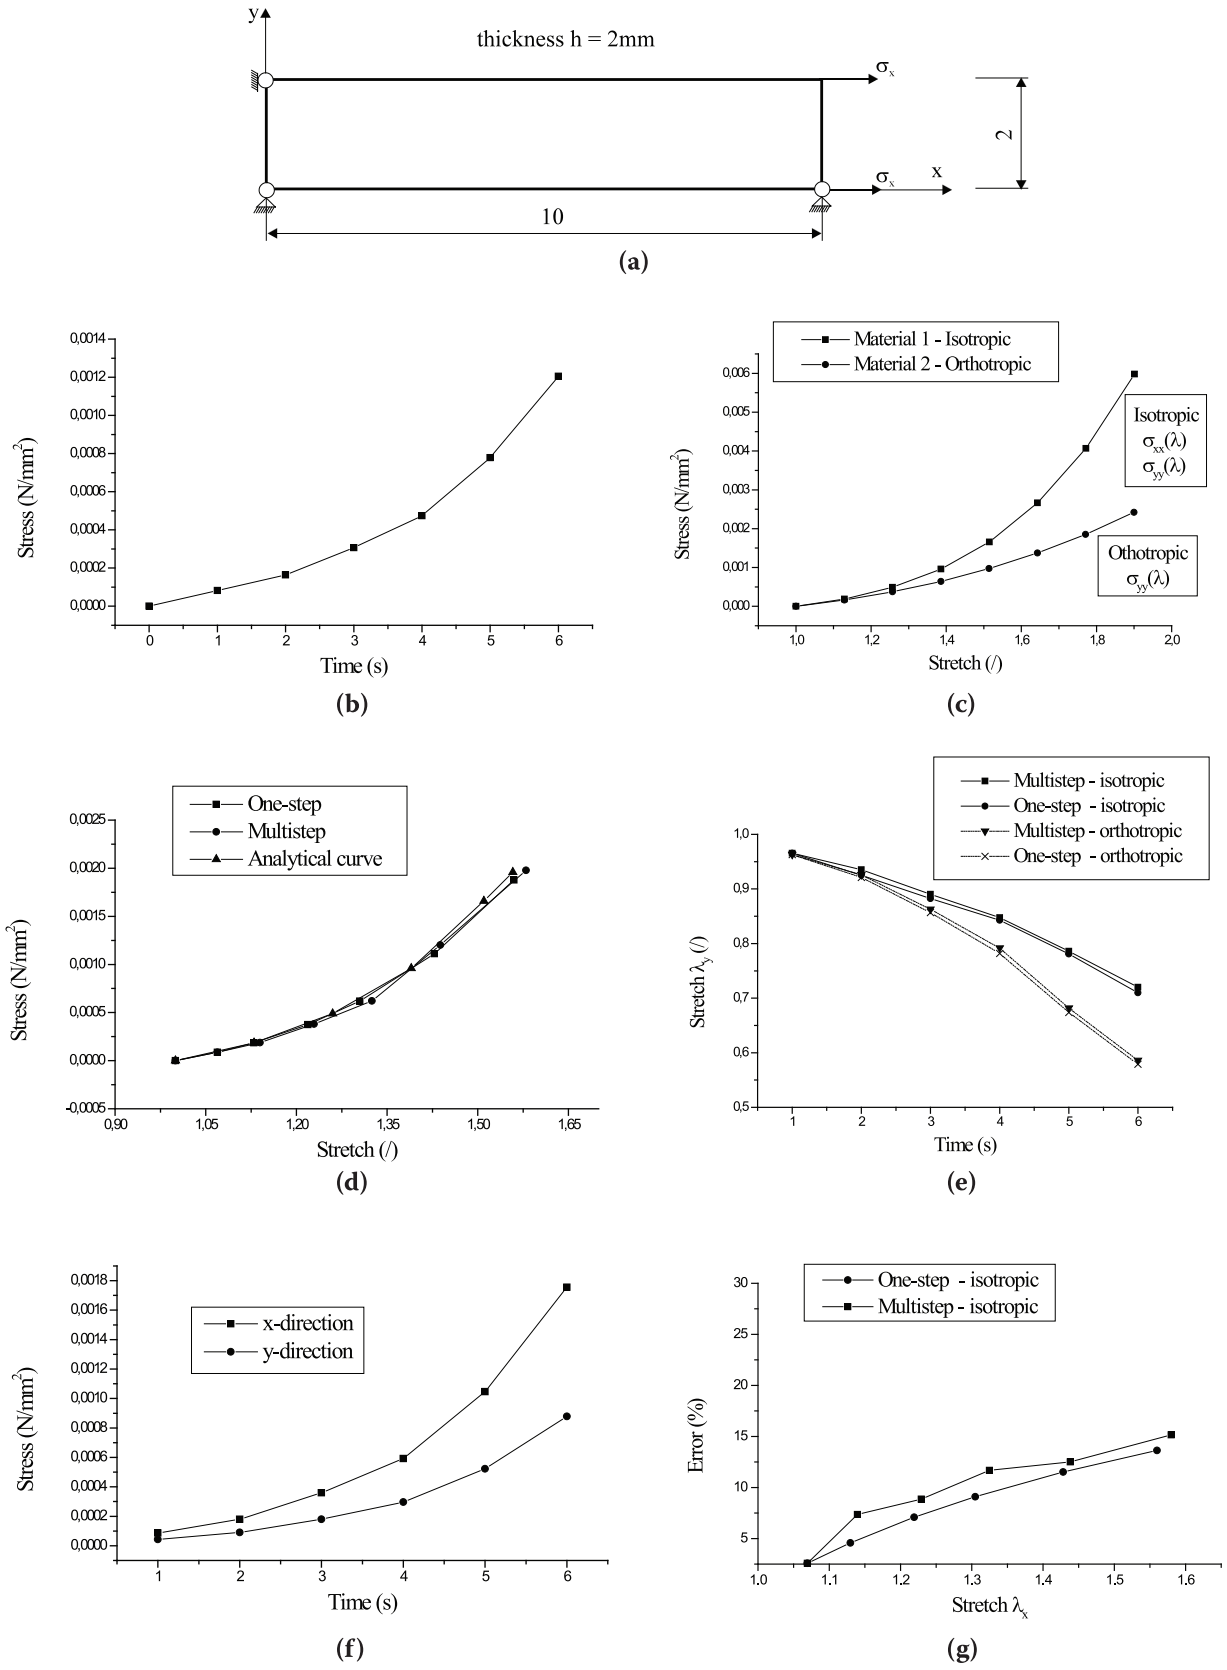 y
thickness h = 2mm
σx
2
σx
x
10
(a)
0,0014
0,0012
0,0010
0,0008
0,0006
0,0004
0,0002
0,0000
Stress (N/mm²)
0 1 2 3 4 5 6
Time (s)
(b)
Material 1 - Isotropic
Material 2 - Orthotropic
0,006
0,005
0,004
0,003
0,002
0,001
0,000
Stress (N/mm²)
Isotropic
σxx(λ)
σyy(λ)
Othotropic
σyy(λ)
1,0 1,2 1,4 1,6 1,8 2,0
Stretch (/)
(c)
One-step
Multistep
Analytical curve
0,0025
0,0020
0,0015
0,0010
0,0005
0,0000
-0,0005
Stress (N/mm²)
0,90 1,05 1,20 1,35 1,50 1,65
Stretch (/)
(d)
Multistep - isotropic
One-step - isotropic
Multistep - orthotropic
One-step - orthotropic
1,0
0,9
0,8
0,7
0,6
0,5
Stretch λy (/)
1 2 3 4 5 6
Time (s)
(e)
x-direction
y-direction
0,0018
0,0016
0,0014
0,0012
0,0010
0,0008
0,0006
0,0004
0,0002
0,0000
Stress (N/mm²)
1 2 3 4 5 6
Time (s)
(f)
One-step - isotropic
Multistep - isotropic
30
25
20
15
10
5
Error (%)
1.0 1.1 1.2 1.3 1.4 1.5 1.6
Stretch λx
(g)